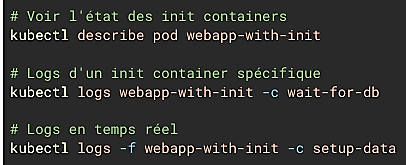 # Voir l'état des init containers
kubectl describe pod webapp-with-init
# Logs d'un init container spécifique
kubectl logs webapp-with-init -c wait-for-db
# Logs en temps réel
kubectl logs -f webapp-with-init -c setup-data